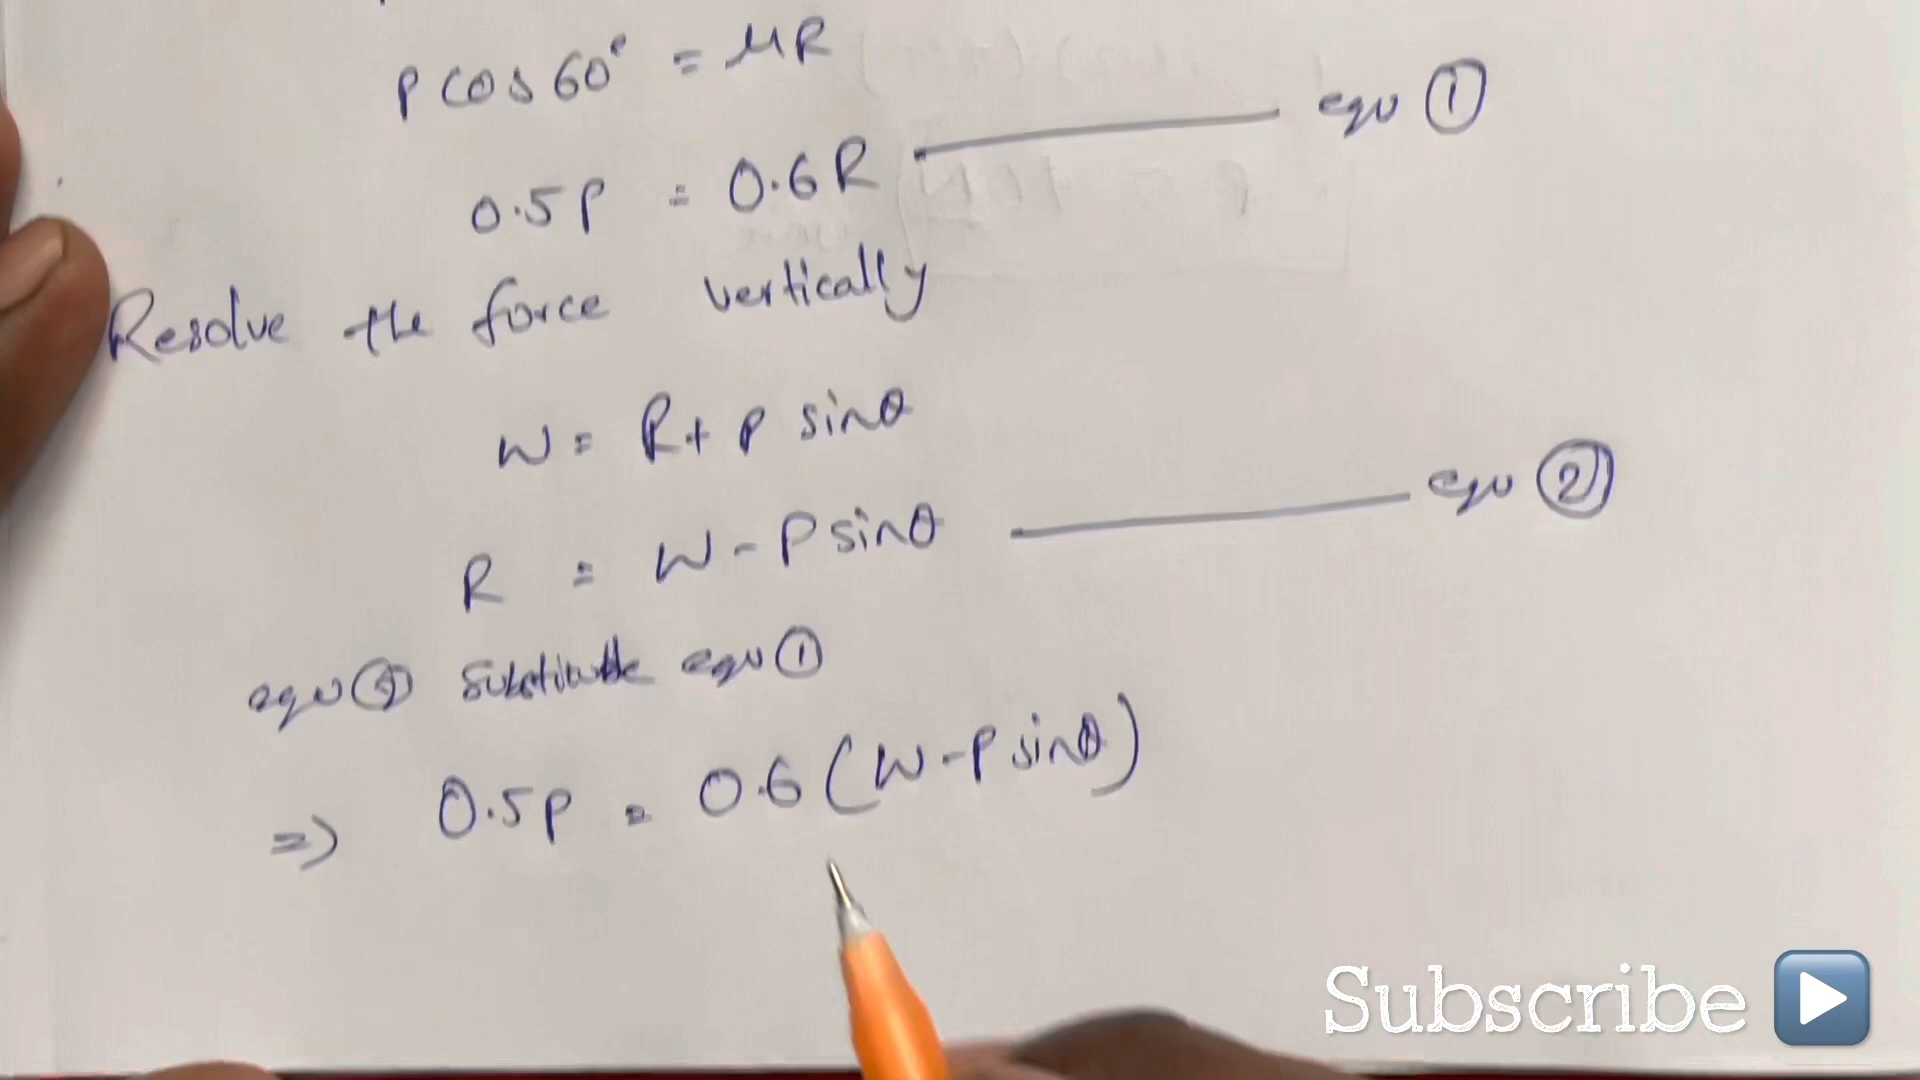 P cos 60° = μR
0.5P = 0.6R equ ①
Resolve the force vertically
W = R + P sinθ
R = W - P sinθ equ ②
equ ② substitute equ ①
=> 0.5P = 0.6 (W - P sinθ)
Subscribe